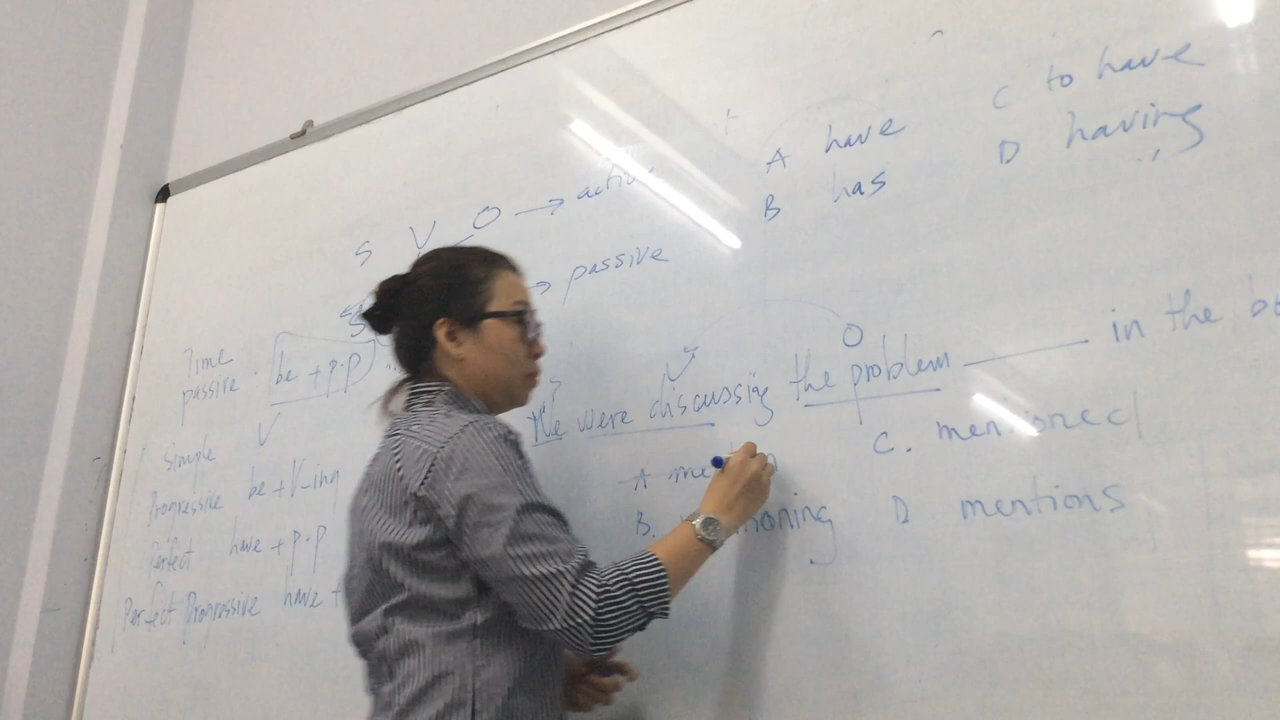 A have C to have
B has D having
S V O → active
→ passive
Time
passive be + p.p
Simple
Progressive be + V-ing
Perfect have + p.p
Perfect Progressive have +
O
We were discussing the problem ______ in the
A C. mentioned
B. D mentions